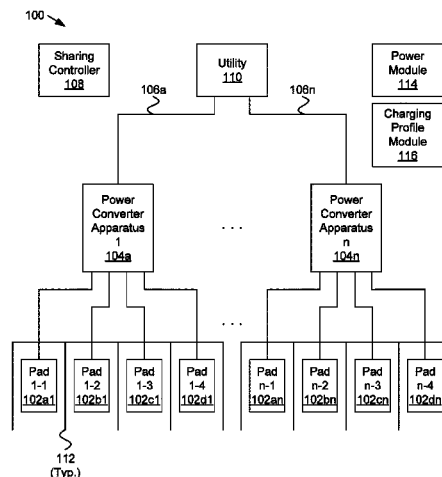 100
Sharing
Controller
108
Utility
110
Power
Module
114
106a
106n
Charging
Profile
Module
116
Power
Converter
Apparatus
1
104a
. . .
Power
Converter
Apparatus
n
104n
. . .
Pad
1-1
102a1
Pad
1-2
102b1
Pad
1-3
102c1
Pad
1-4
102d1
Pad
n-1
102an
Pad
n-2
102bn
Pad
n-3
102cn
Pad
n-4
102dn
112
(Typ.)